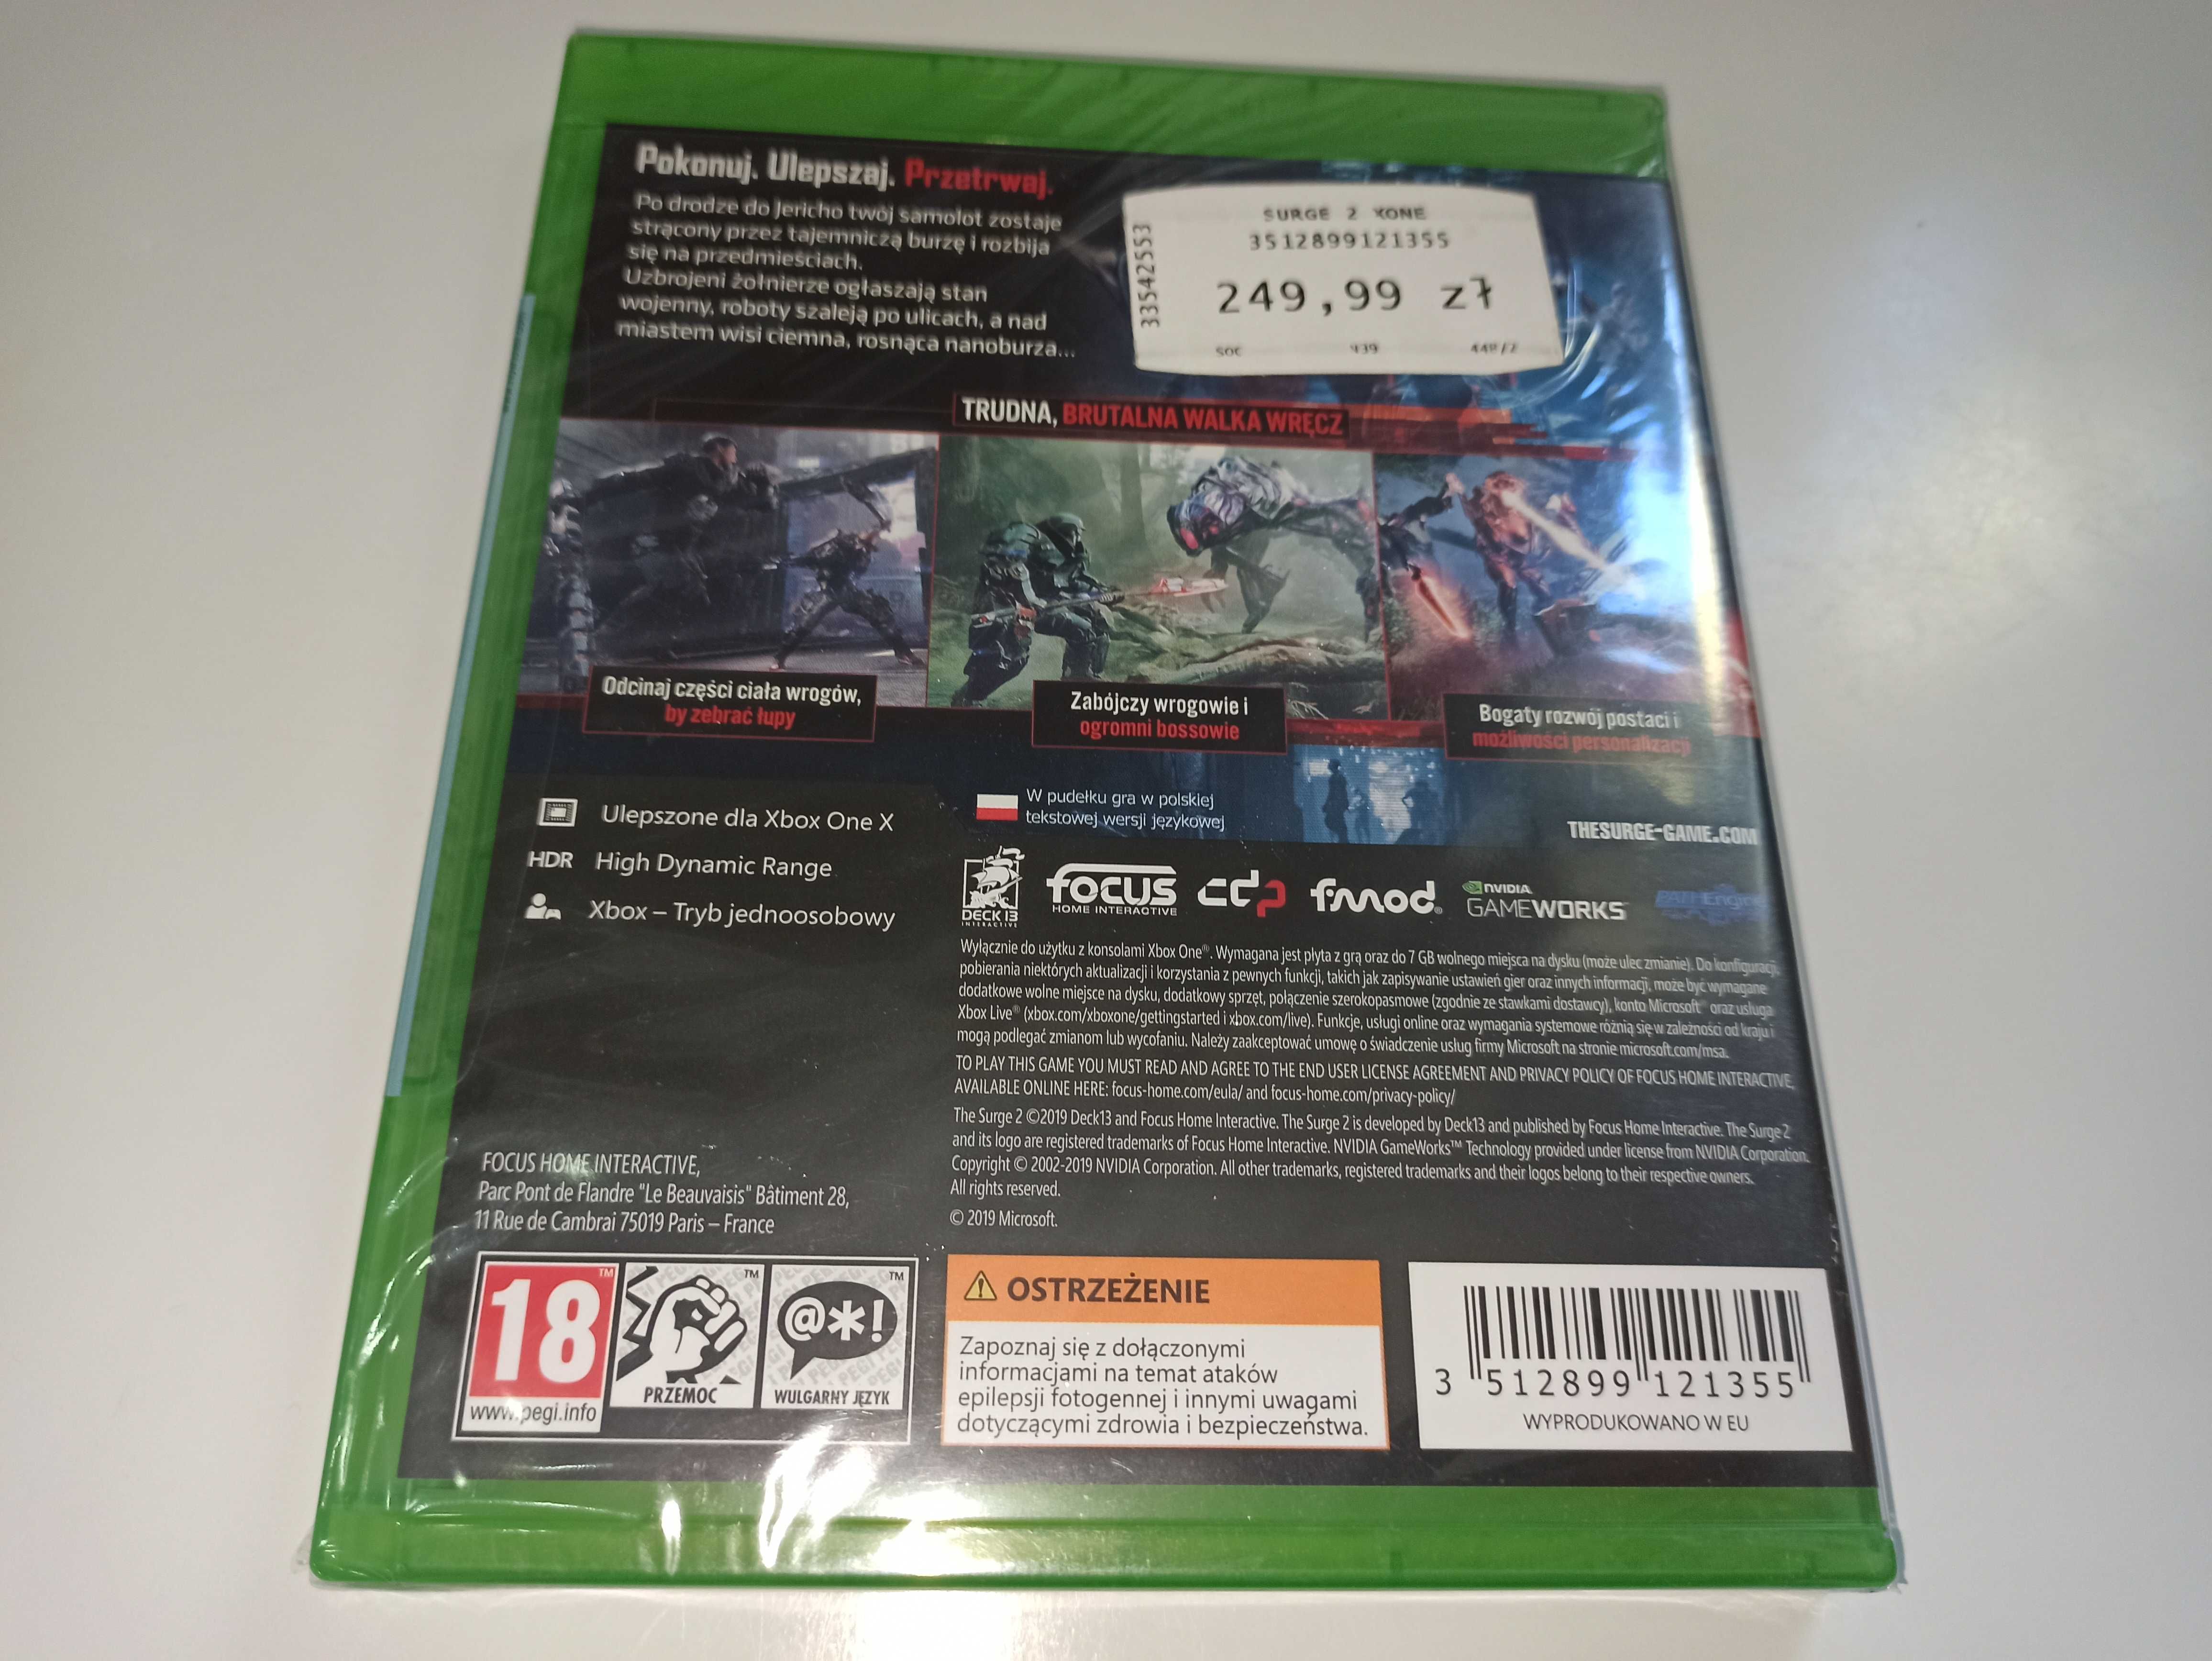 Pokonuj. Ulepszaj. Przetrwaj.
Po drodze do Jericho twój samolot zostaje
strącony przez tajemniczą burzę i rozbija
się na przedmieściach.
Uzbrojeni żołnierze ogłaszają stan
wojenny, roboty szaleją po ulicach, a nad
miastem wisi ciemna, rosnąca nanoburza...
33542553
SURGE 2 XONE
3512899121355
249,99 zł
SOC
939
TRUDNA, BRUTALNA WALKA WRĘCZ
Odcinaj części ciała wrogów,
by zebrać łupy
Zabójczy wrogowie i
ogromni bossowie
Bogaty rozwój postaci i
możliwości personalizacji
Ulepszone dla Xbox One X
HDR High Dynamic Range
Xbox – Tryb jednoosobowy
W pudełku gra w polskiej
tekstowej wersji językowej
THESURGE-GAME.COM
DECK 13
INTERACTIVE
FOCUS
HOME INTERACTIVE
cdp
fmod®
NVIDIA
GAMEWORKS
PATHEngine
Wyłącznie do użytku z konsolami Xbox One®. Wymagana jest płyta z grą oraz do 7 GB wolnego miejsca na dysku (może ulec zmianie). Do konfiguracji,
pobierania niektórych aktualizacji i korzystania z pewnych funkcji, takich jak zapisywanie ustawień gier oraz innych informacji, może być wymagane
dodatkowe wolne miejsce na dysku, dodatkowy sprzęt, połączenie szerokopasmowe (zgodnie ze stawkami dostawcy), konto Microsoft® oraz usługa
Xbox Live® (xbox.com/xboxone/gettingstarted i xbox.com/live). Funkcje, usługi online oraz wymagania systemowe różnią się w zależności od kraju i
mogą podlegać zmianom lub wycofaniu. Należy zaakceptować umowę o świadczenie usług firmy Microsoft na stronie microsoft.com/msa.
TO PLAY THIS GAME YOU MUST READ AND AGREE TO THE END USER LICENSE AGREEMENT AND PRIVACY POLICY OF FOCUS HOME INTERACTIVE,
AVAILABLE ONLINE HERE: focus-home.com/eula/ and focus-home.com/privacy-policy/
The Surge 2 ©2019 Deck13 and Focus Home Interactive. The Surge 2 is developed by Deck13 and published by Focus Home Interactive. The Surge 2
and its logo are registered trademarks of Focus Home Interactive. NVIDIA GameWorks™ Technology provided under license from NVIDIA Corporation.
Copyright © 2002-2019 NVIDIA Corporation. All other trademarks, registered trademarks and their logos belong to their respective owners.
All rights reserved.
© 2019 Microsoft.
FOCUS HOME INTERACTIVE,
Parc Pont de Flandre "Le Beauvaisis" Bâtiment 28,
11 Rue de Cambrai 75019 Paris – France
18™
www.pegi.info
™
PRZEMOC
™
@*!
WULGARNY JĘZYK
OSTRZEŻENIE
Zapoznaj się z dołączonymi
informacjami na temat ataków
epilepsji fotogennej i innymi uwagami
dotyczącymi zdrowia i bezpieczeństwa.
3 512899 121355
WYPRODUKOWANO W EU